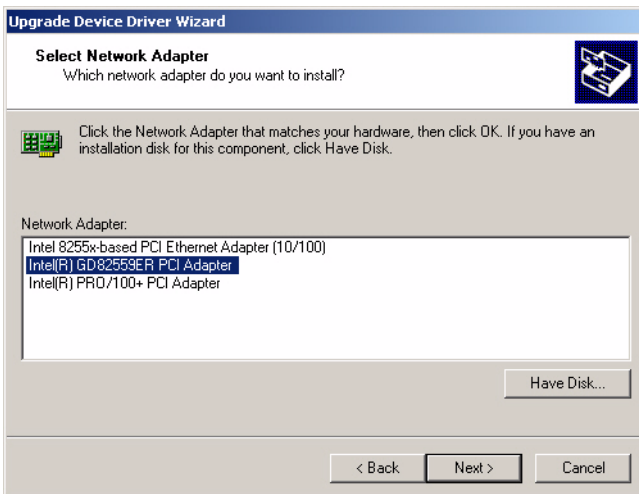 Upgrade Device Driver Wizard
Select Network Adapter
Which network adapter do you want to install?
Click the Network Adapter that matches your hardware, then click OK. If you have an
installation disk for this component, click Have Disk.
Network Adapter:
Intel 8255x-based PCI Ethernet Adapter (10/100)
Intel(R) GD82559ER PCI Adapter
Intel(R) PRO/100+ PCI Adapter
Have Disk...
< Back
Next >
Cancel